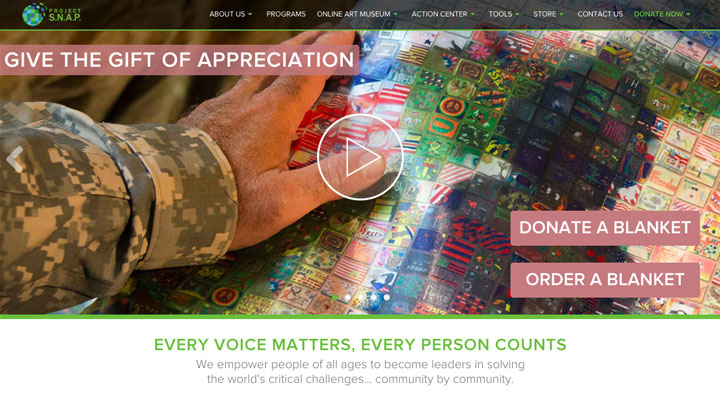 PROJECT
S.N.A.P.
ABOUT US
PROGRAMS
ONLINE ART MUSEUM
ACTION CENTER
TOOLS
STORE
CONTACT US
DONATE NOW
GIVE THE GIFT OF APPRECIATION
DONATE A BLANKET
ORDER A BLANKET
EVERY VOICE MATTERS, EVERY PERSON COUNTS
We empower people of all ages to become leaders in solving
the world's critical challenges... community by community.